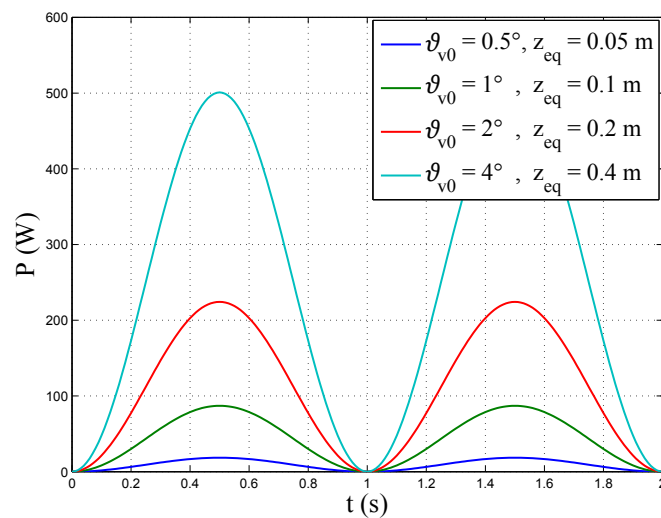 600
500
400
300
200
100
0
P (W)
ϑv0 = 0.5°, zeq = 0.05 m
ϑv0 = 1° , zeq = 0.1 m
ϑv0 = 2° , zeq = 0.2 m
ϑv0 = 4° , zeq = 0.4 m
0 0.2 0.4 0.6 0.8 1 1.2 1.4 1.6 1.8 2
t (s)